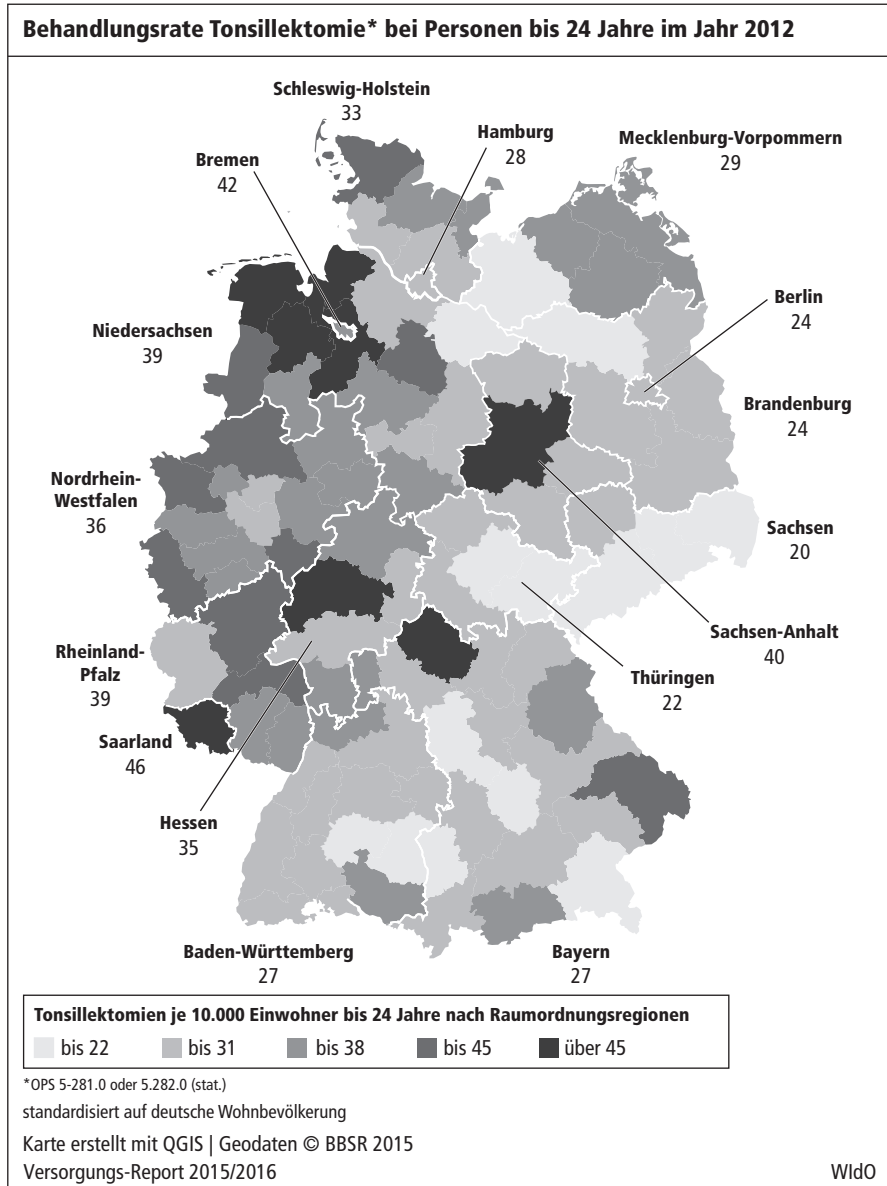 Behandlungsrate Tonsillektomie* bei Personen bis 24 Jahre im Jahr 2012
Schleswig-Holstein
33
Hamburg
28
Mecklenburg-Vorpommern
29
Bremen
42
Berlin
24
Niedersachsen
39
Brandenburg
24
Nordrhein-
Westfalen
36
Sachsen
20
Sachsen-Anhalt
40
Rheinland-
Pfalz
39
Thüringen
22
Saarland
46
Hessen
35
Baden-Württemberg
27
Bayern
27
Tonsillektomien je 10.000 Einwohner bis 24 Jahre nach Raumordnungsregionen
bis 22 bis 31 bis 38 bis 45 über 45
*OPS 5-281.0 oder 5.282.0 (stat.)
standardisiert auf deutsche Wohnbevölkerung
Karte erstellt mit QGIS | Geodaten © BBSR 2015
Versorgungs-Report 2015/2016 WIdO